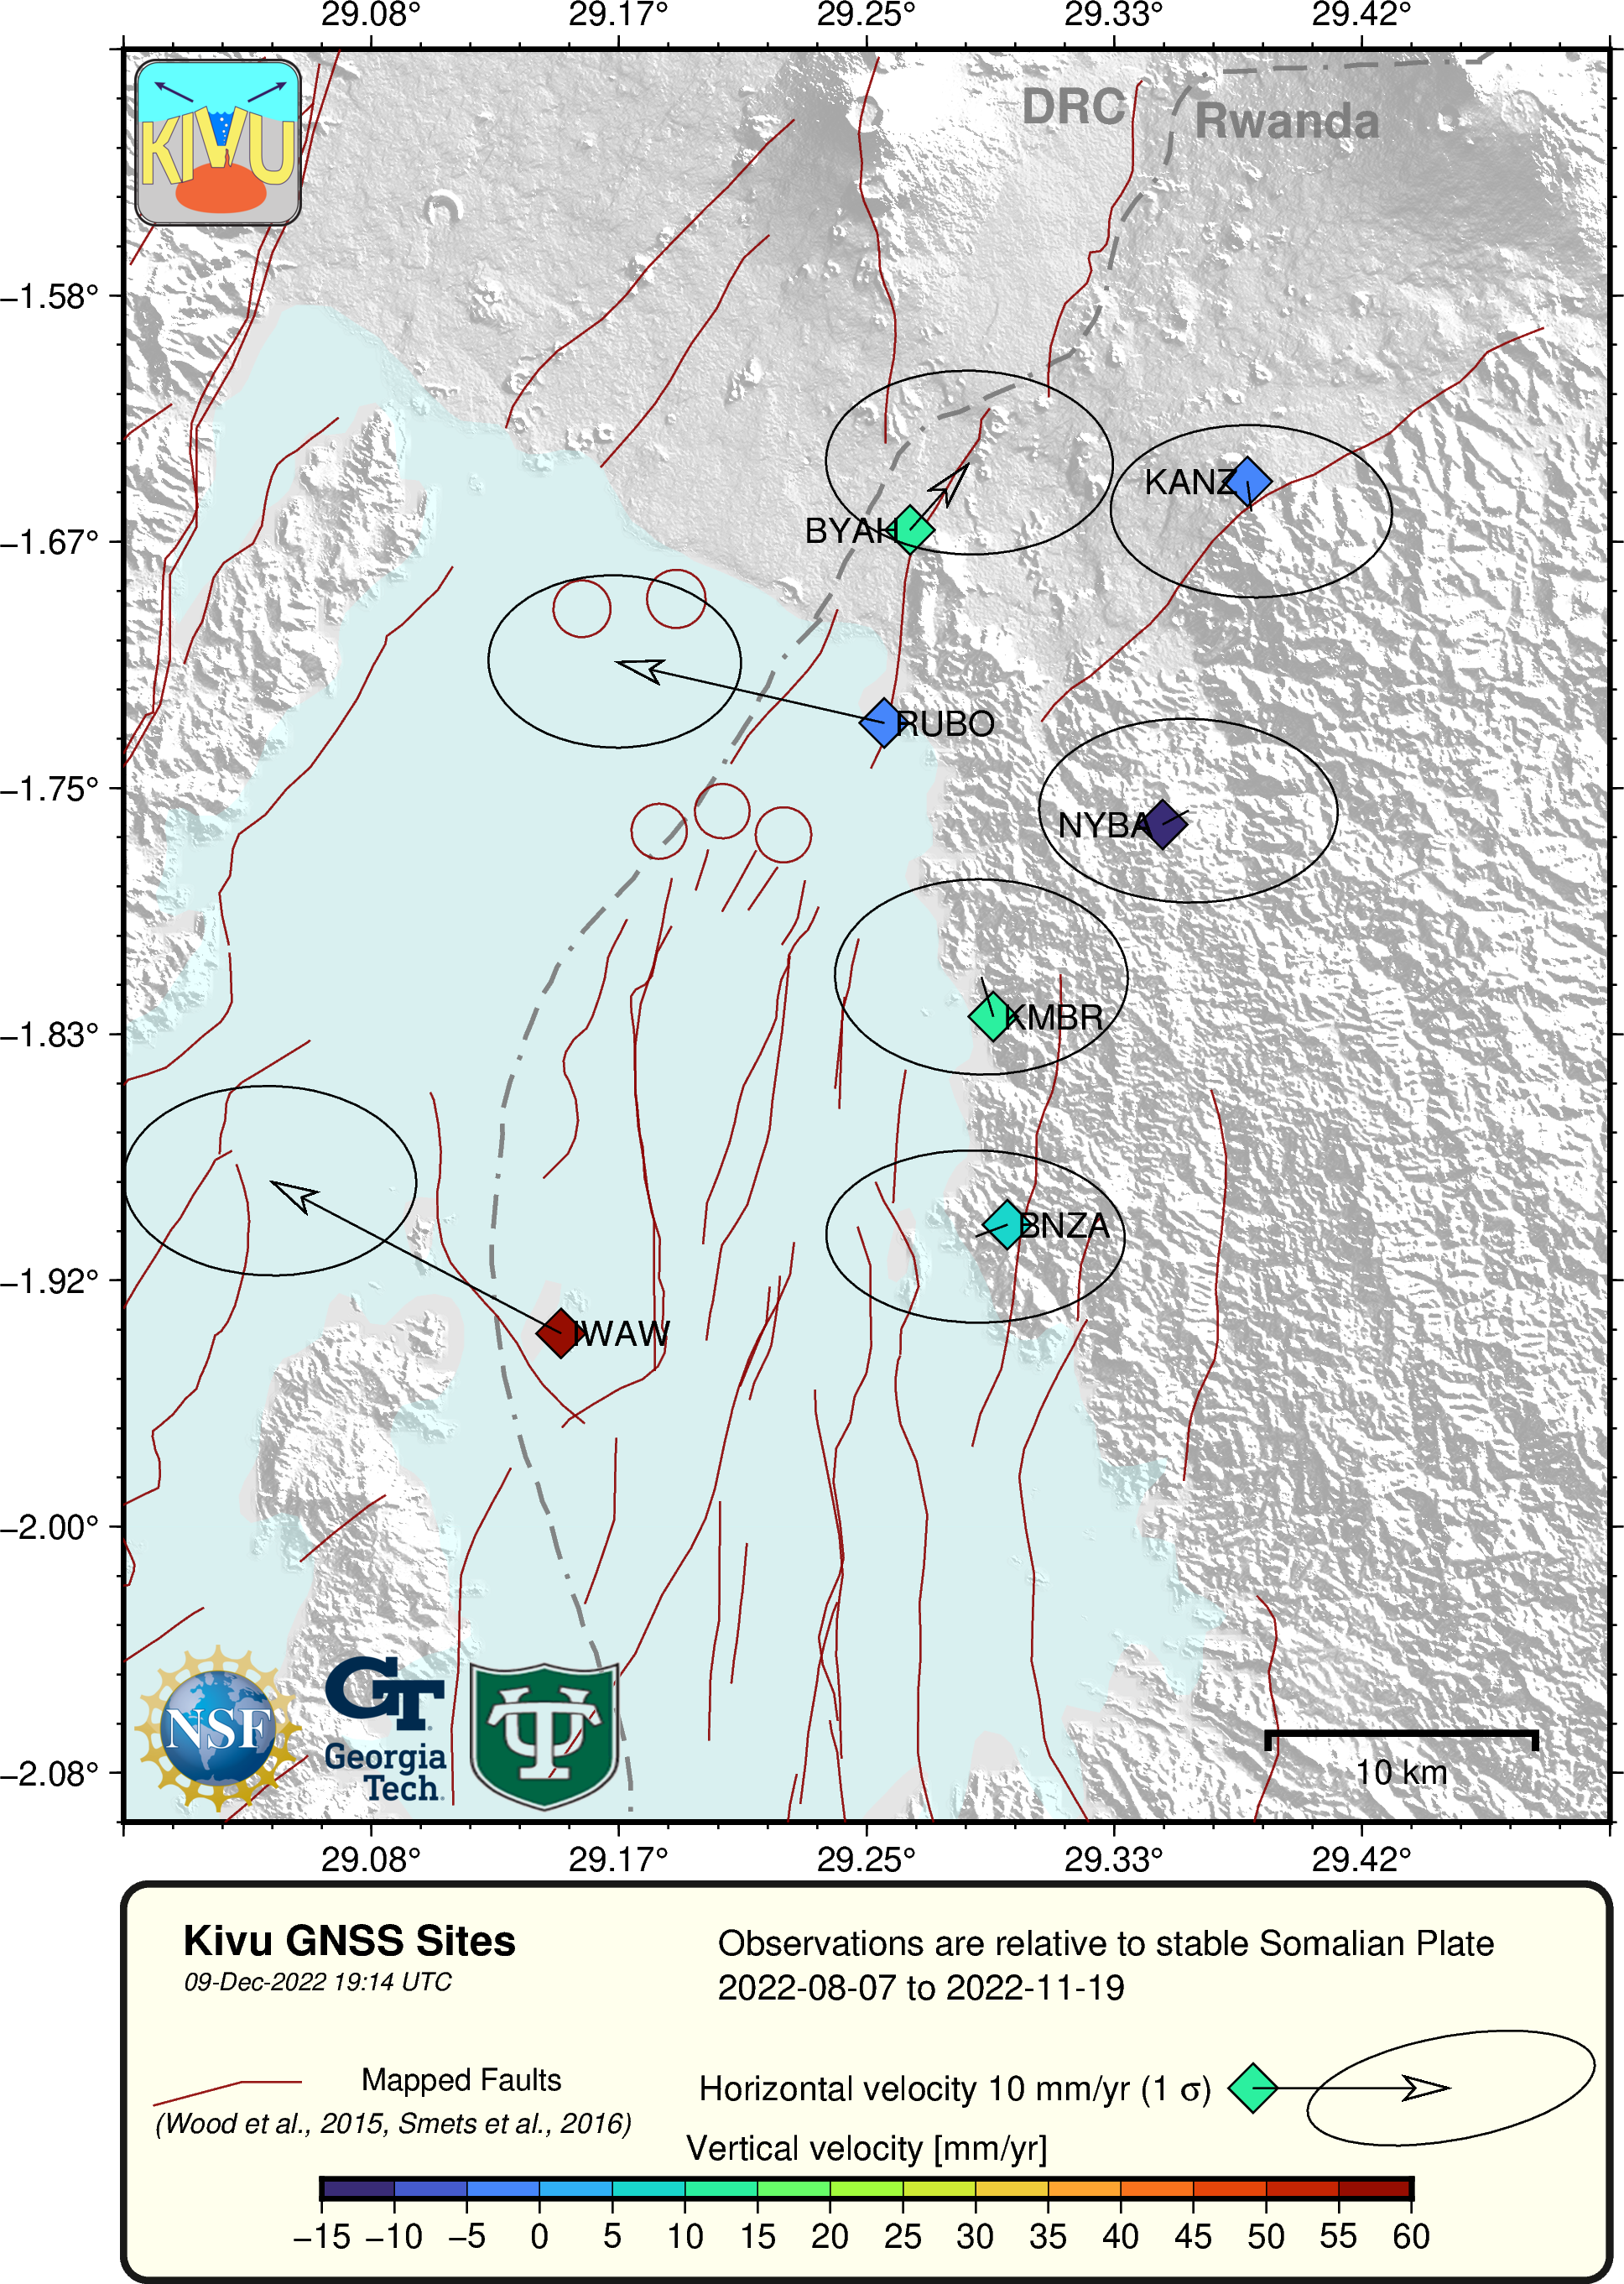 29.08° 29.17° 29.25° 29.33° 29.42°
KIVU
DRC
Rwanda
−1.58°
KANZ
BYAH
−1.67°
RUBO
−1.75°
NYBA
KMBR
−1.83°
BNZA
−1.92°
IWAW
−2.00°
NSF
GT
Georgia
Tech
TU
10 km
−2.08°
29.08° 29.17° 29.25° 29.33° 29.42°
Kivu GNSS Sites
09-Dec-2022 19:14 UTC
Observations are relative to stable Somalian Plate
2022-08-07 to 2022-11-19
Mapped Faults
(Wood et al., 2015, Smets et al., 2016)
Horizontal velocity 10 mm/yr (1 σ)
Vertical velocity [mm/yr]
−15 −10 −5 0 5 10 15 20 25 30 35 40 45 50 55 60